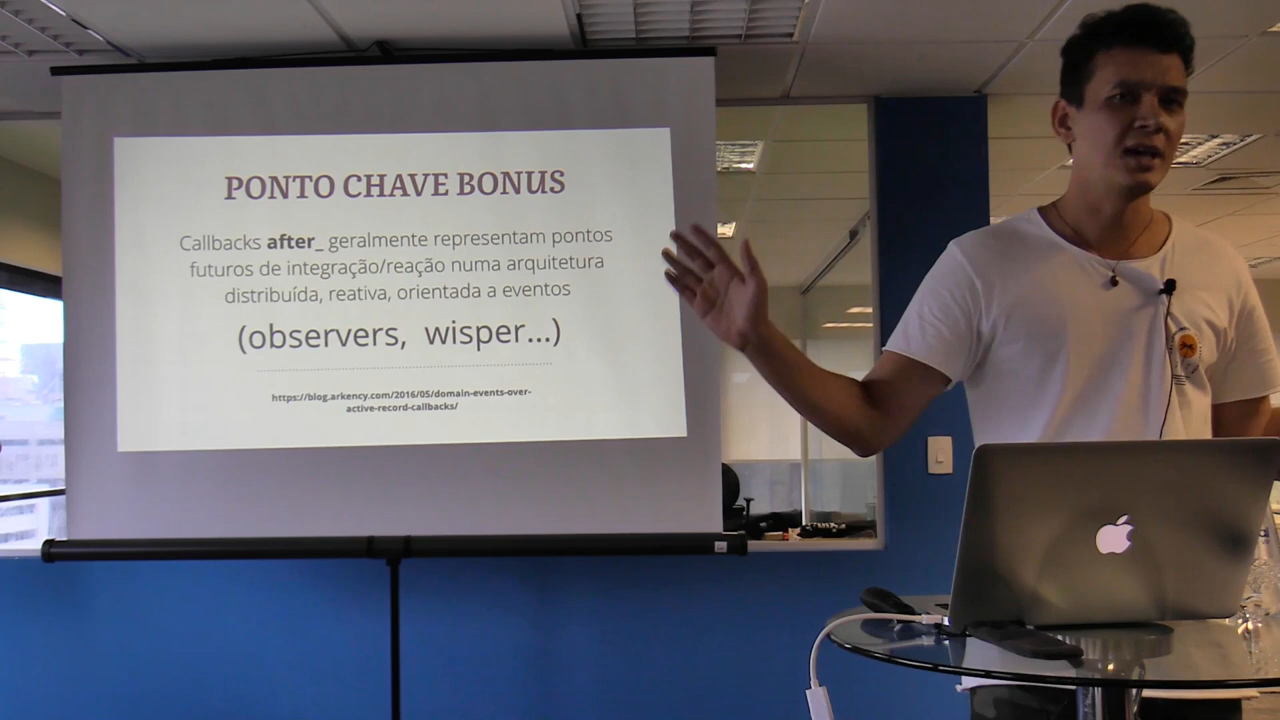 PONTO CHAVE BONUS
Callbacks after_ geralmente representam pontos
futuros de integração/reação numa arquitetura
distribuída, reativa, orientada a eventos
(observers, wisper...)
https://blog.arkency.com/2016/05/domain-events-over-
active-record-callbacks/